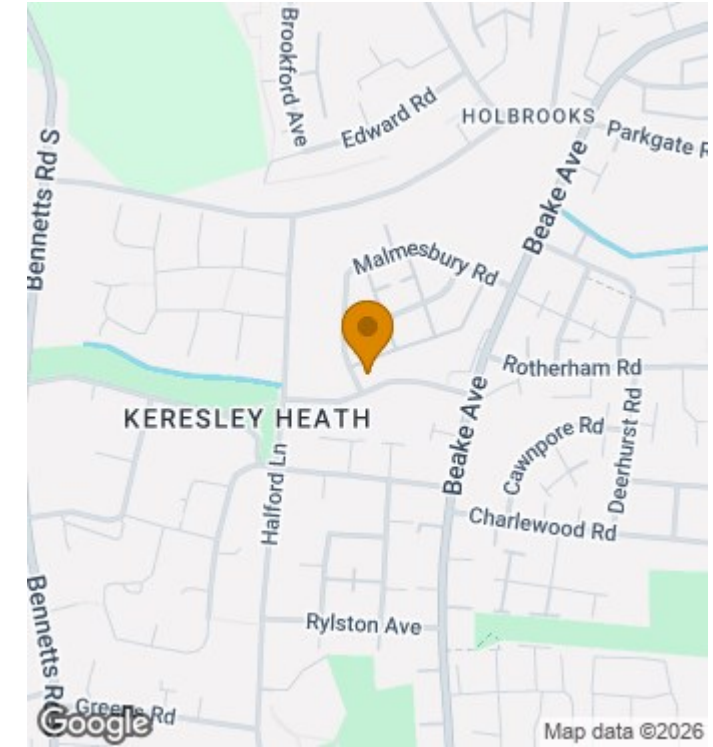 Brookford Ave
Edward Rd
HOLBROOKS
Parkgate R
Bennetts Rd S
Beake Ave
Malmesbury Rd
Rotherham Rd
KERESLEY HEATH
Beake Ave
Cawnpore Rd
Deerhurst Rd
Halford Ln
Charlewood Rd
Bennetts Rd
Rylston Ave
Greens Rd
Google
Map data ©2026